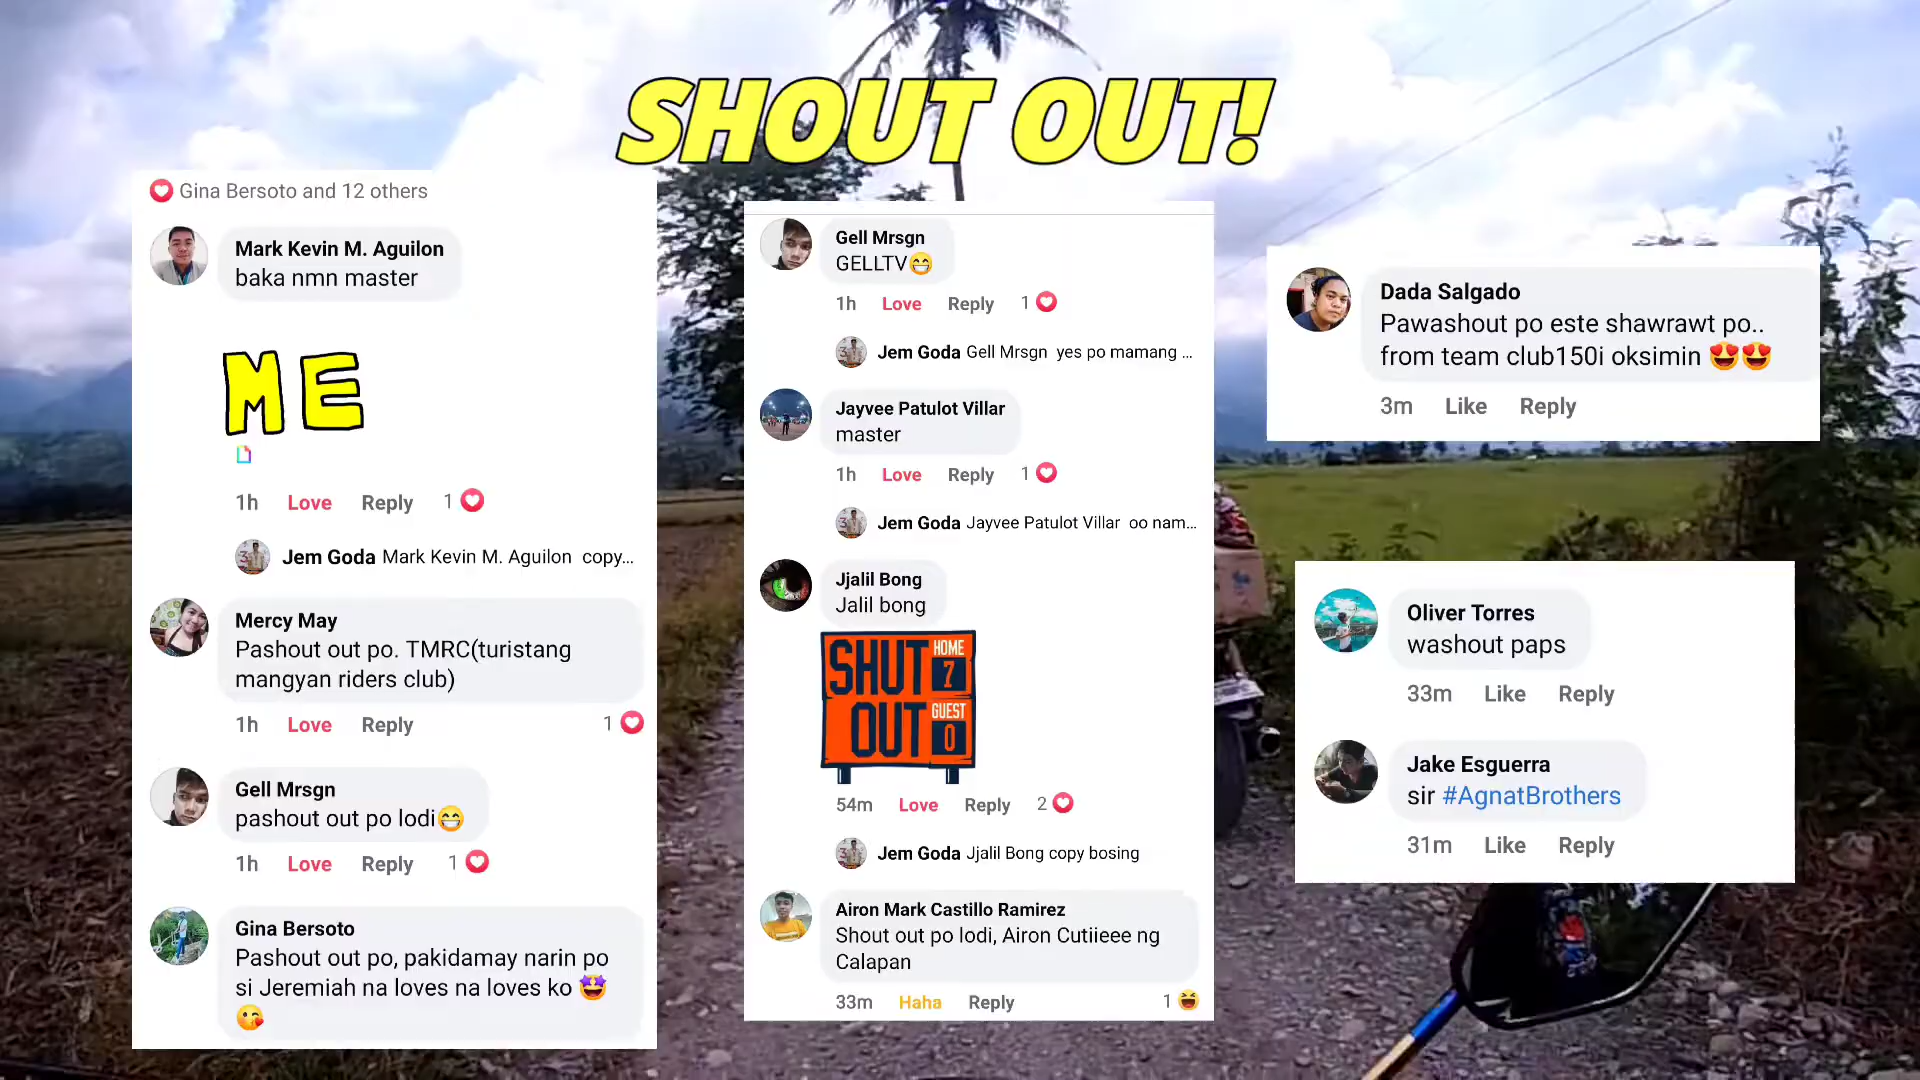 SHOUT OUT!
Gina Bersoto and 12 others
Mark Kevin M. Aguilon
baka nmn master
ME
1h Love Reply 1
Jem Goda Mark Kevin M. Aguilon copy...
Mercy May
Pashout out po. TMRC(turistang
mangyan riders club)
1h Love Reply 1
Gell Mrsgn
pashout out po lodi😁
1h Love Reply 1
Gina Bersoto
Pashout out po, pakidamay narin po
si Jeremiah na loves na loves ko 🤩
😘
Gell Mrsgn
GELLTV😁
1h Love Reply 1
Jem Goda Gell Mrsgn yes po mamang ...
Jayvee Patulot Villar
master
1h Love Reply 1
Jem Goda Jayvee Patulot Villar oo nam...
Jjalil Bong
Jalil bong
SHUT HOME 7
OUT GUEST 0
54m Love Reply 2
Jem Goda Jjalil Bong copy bosing
Airon Mark Castillo Ramirez
Shout out po lodi, Airon Cutiieee ng
Calapan
33m Haha Reply 1
Dada Salgado
Pawashout po este shawrawt po..
from team club150i oksimin 😍😍
3m Like Reply
Oliver Torres
washout paps
33m Like Reply
Jake Esguerra
sir #AgnatBrothers
31m Like Reply